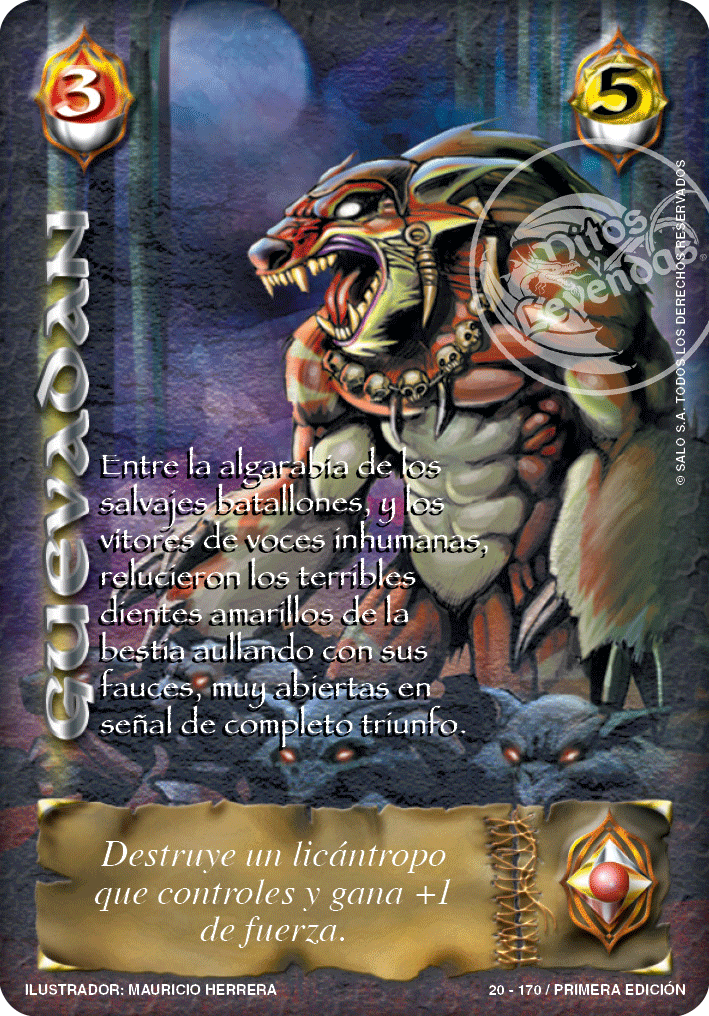 3
5
GUEVADAN
Mitos
y
Leyendas
®
© SALO S.A. TODOS LOS DERECHOS RESERVADOS
Entre la algarabía de los
salvajes batallones, y los
vitores de voces inhumanas,
relucieron los terribles
dientes amarillos de la
bestia aullando con sus
fauces, muy abiertas en
señal de completo triunfo.
Destruye un licántropo
que controles y gana +1
de fuerza.
ILUSTRADOR: MAURICIO HERRERA
20 - 170 / PRIMERA EDICIÓN